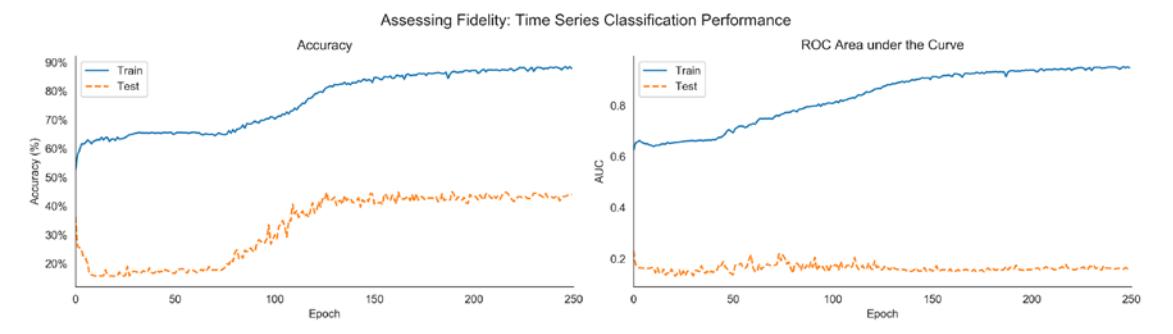 Assessing Fidelity: Time Series Classification Performance
Accuracy
90%
80%
70%
60%
50%
40%
30%
20%
Accuracy (%)
Train
Test
0 50 100 150 200 250
Epoch
ROC Area under the Curve
0.8
0.6
0.4
0.2
AUC
Train
Test
0 50 100 150 200 250
Epoch